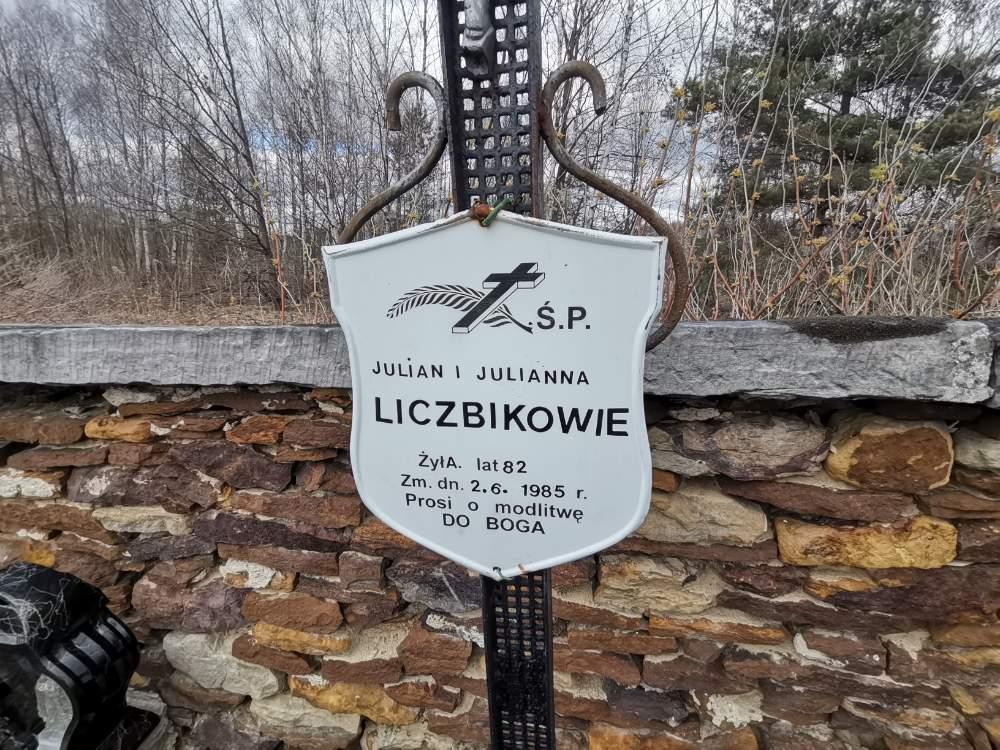 Ś.P.
JULIAN I JULIANNA
LICZBIKOWIE
ŻyłA. lat 82
Zm. dn. 2.6. 1985 r.
Prosi o modlitwę
DO BOGA